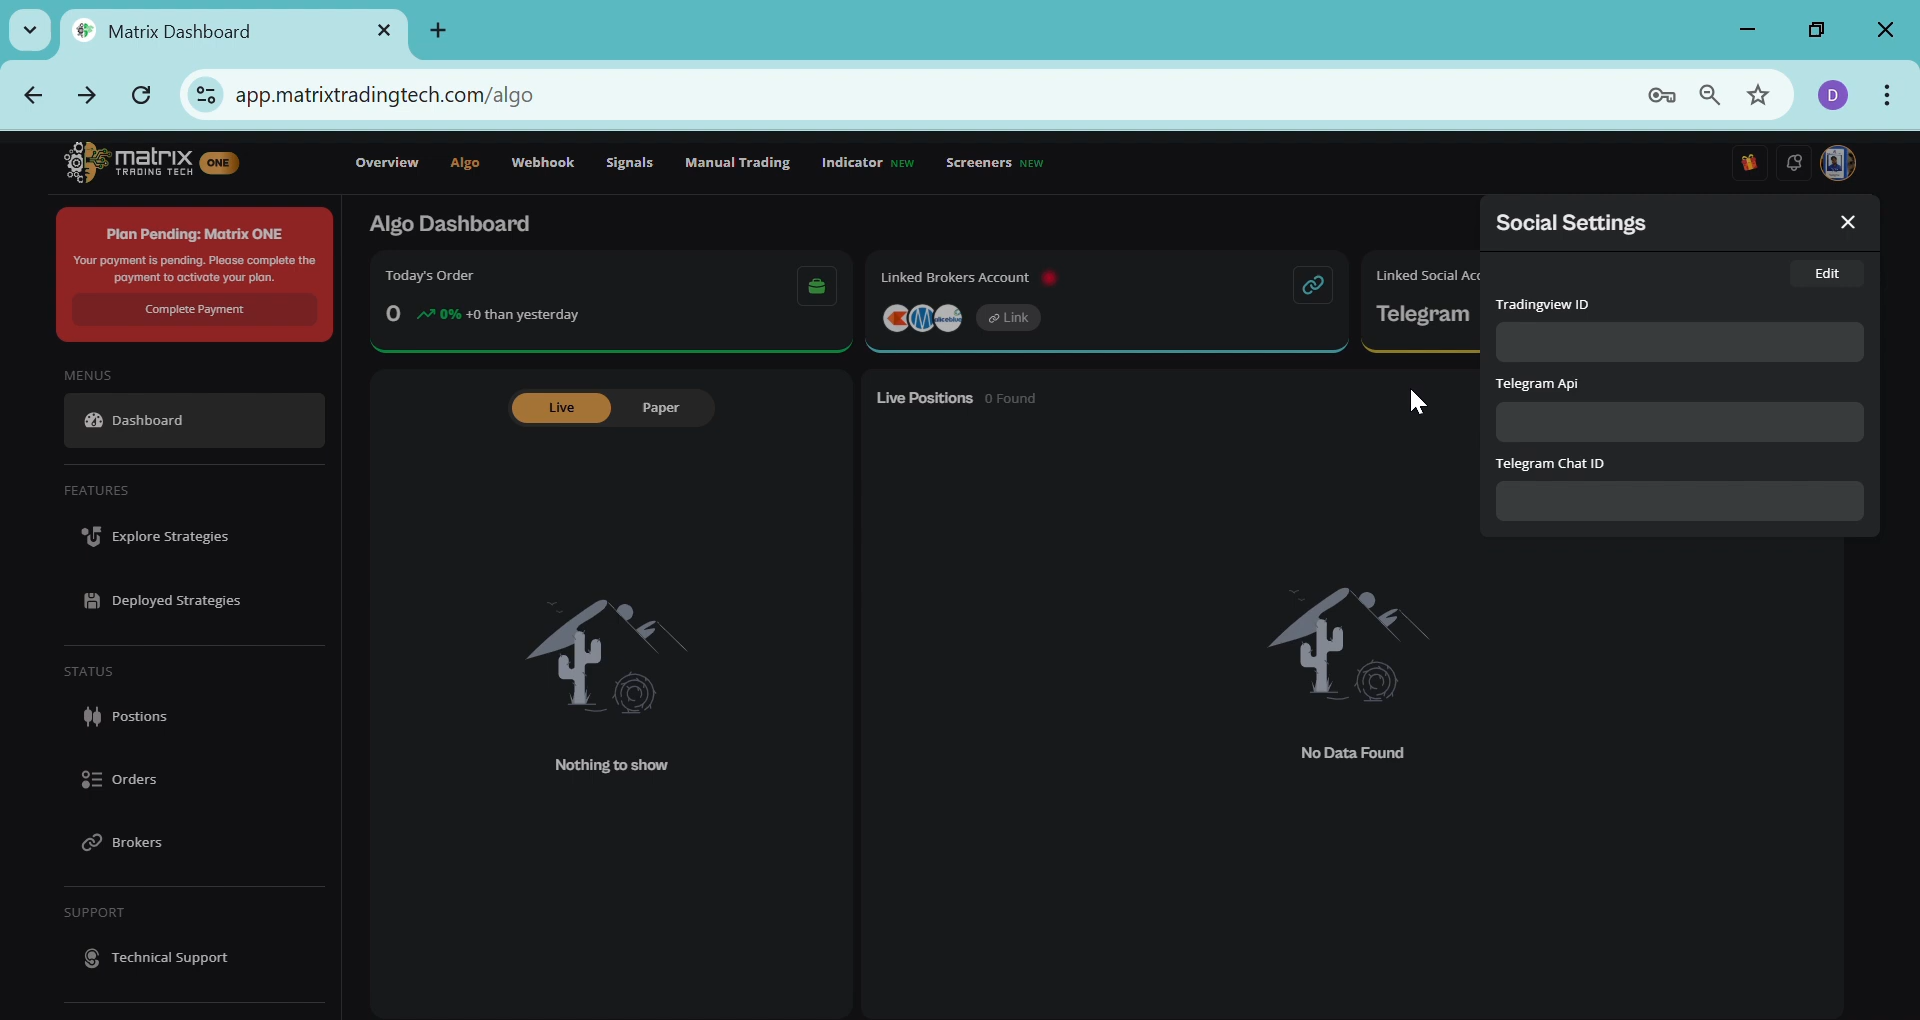 Matrix Dashboard
app.matrixtradingtech.com/algo
D
matrix
TRADING TECH
ONE
Overview
Algo
Webhook
Signals
Manual Trading
Indicator NEW
Screeners NEW
Plan Pending: Matrix ONE
Your payment is pending. Please complete the
payment to activate your plan.
Complete Payment
MENUS
Dashboard
FEATURES
Explore Strategies
Deployed Strategies
STATUS
Postions
Orders
Brokers
SUPPORT
Technical Support
Algo Dashboard
Today's Order
0 0% +0 than yesterday
Linked Brokers Account
aliceblue
Link
Linked Social Acc
Telegram
Live
Paper
Nothing to show
Live Positions 0 Found
No Data Found
Social Settings
Edit
Tradingview ID
Telegram Api
Telegram Chat ID